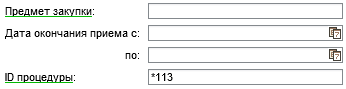 Предмет закупки:
Дата окончания приема с:
по:
ID процедуры: *113